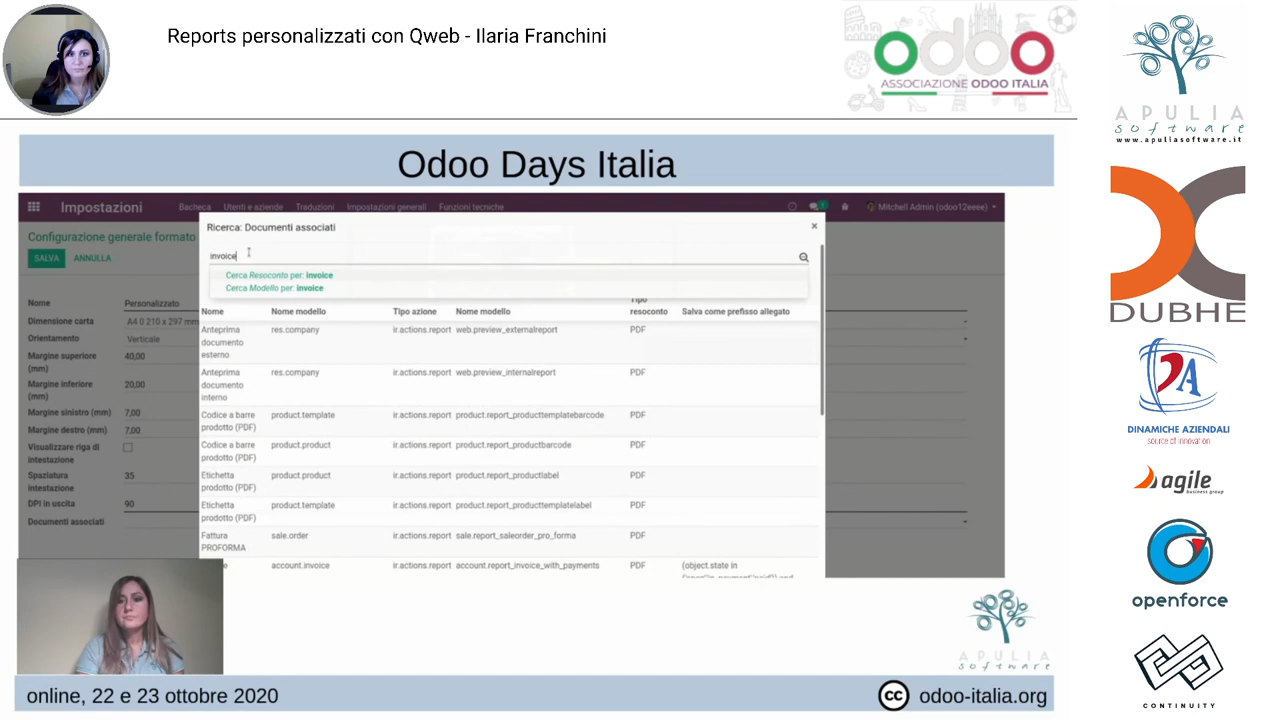 Reports personalizzati con Qweb - Ilaria Franchini
odoo
ASSOCIAZIONE ODOO ITALIA
APULIA
software
www.apuliasoftware.it
DUBHE
DINAMICHE AZIENDALI
source of innovation
agile
business group
openforce
CONTINUITY
Odoo Days Italia
Impostazioni Bacheca Utenti e aziende Traduzioni Impostazioni generali Funzioni tecniche Mitchell Admin (odoo12eeee)
Configurazione generale formato
SALVA ANNULLA
Nome Personalizzato
Dimensione carta A4 0 210 x 297 mm
Orientamento Verticale
Margine superiore (mm) 40,00
Margine inferiore (mm) 20,00
Margine sinistro (mm) 7,00
Margine destro (mm) 7,00
Visualizzare riga di intestazione
Spaziatura intestazione 35
DPI in uscita 90
Documenti associati
Ricerca: Documenti associati ×
invoice
Cerca Resoconto per: invoice
Cerca Modello per: invoice
Nome Nome modello Tipo azione Nome modello Tipo resoconto Salva come prefisso allegato
Anteprima documento esterno res.company ir.actions.report web.preview_externalreport PDF
Anteprima documento interno res.company ir.actions.report web.preview_internalreport PDF
Codice a barre prodotto (PDF) product.template ir.actions.report product.report_producttemplatebarcode PDF
Codice a barre prodotto (PDF) product.product ir.actions.report product.report_productbarcode PDF
Etichetta prodotto (PDF) product.product ir.actions.report product.report_productlabel PDF
Etichetta prodotto (PDF) product.template ir.actions.report product.report_producttemplatelabel PDF
Fattura PROFORMA sale.order ir.actions.report sale.report_saleorder_pro_forma PDF
account.invoice ir.actions.report account.report_invoice_with_payments PDF (object.state in
APULIA
software
online, 22 e 23 ottobre 2020
cc odoo-italia.org